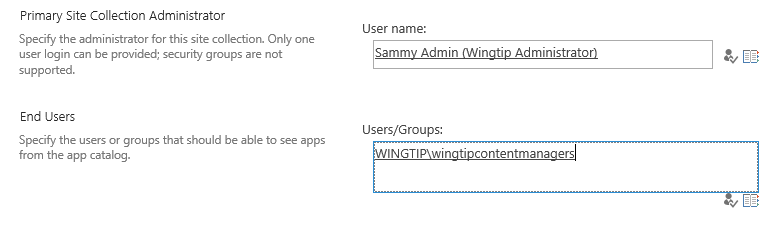 Primary Site Collection Administrator
Specify the administrator for this site collection. Only one
user login can be provided; security groups are not
supported.
User name:
Sammy Admin (Wingtip Administrator)
End Users
Specify the users or groups that should be able to see apps
from the app catalog.
Users/Groups:
WINGTIP\wingtipcontentmanagers